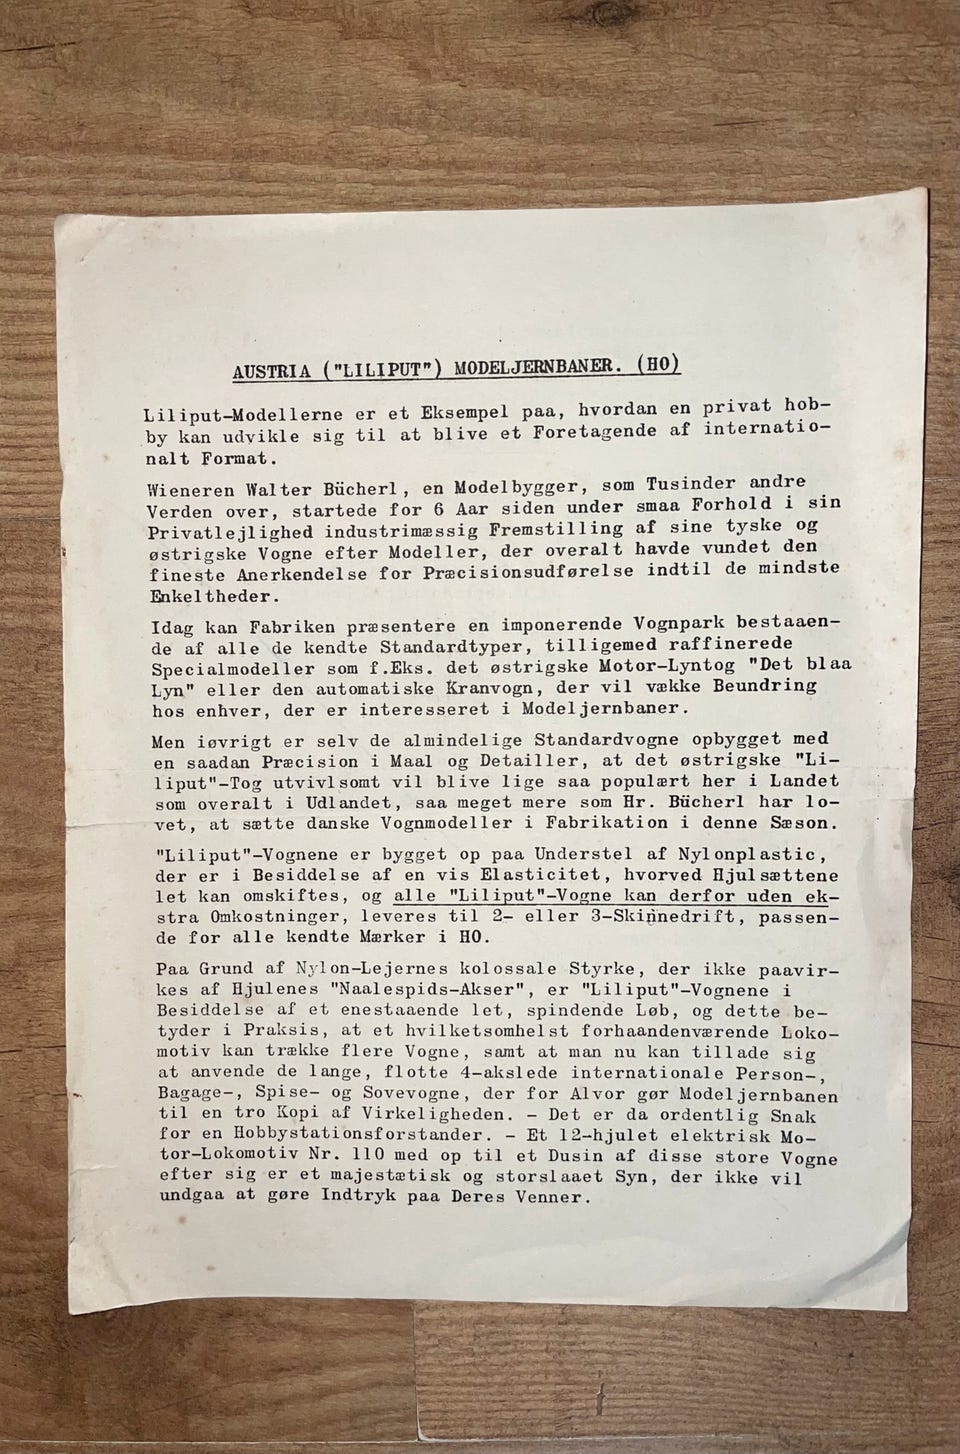 AUSTRIA ("LILIPUT") MODELJERNBANER. (HO)
Liliput-Modellerne er et Eksempel paa, hvordan en privat hob-
by kan udvikle sig til at blive et Foretagende af internatio-
nalt Format.
Wieneren Walter Bücherl, en Modelbygger, som Tusinder andre
Verden over, startede for 6 Aar siden under smaa Forhold i sin
Privatlejlighed industrimæssig Fremstilling af sine tyske og
østrigske Vogne efter Modeller, der overalt havde vundet den
fineste Anerkendelse for Præcisionsudførelse indtil de mindste
Enkeltheder.
Idag kan Fabriken præsentere en imponerende Vognpark bestaaen-
de af alle de kendte Standardtyper, tilligemed raffinerede
Specialmodeller som f.Eks. det østrigske Motor-Lyntog "Det blaa
Lyn" eller den automatiske Kranvogn, der vil vække Beundring
hos enhver, der er interesseret i Modeljernbaner.
Men iøvrigt er selv de almindelige Standardvogne opbygget med
en saadan Præcision i Maal og Detailler, at det østrigske "Li-
liput"-Tog utvivlsomt vil blive lige saa populært her i Landet
som overalt i Udlandet, saa meget mere som Hr. Bücherl har lo-
vet, at sætte danske Vognmodeller i Fabrikation i denne Sæson.
"Liliput"-Vognene er bygget op paa Understel af Nylonplastic,
der er i Besiddelse af en vis Elasticitet, hvorved Hjulsættene
let kan omskiftes, og alle "Liliput"-Vogne kan derfor uden ek-
stra Omkostninger, leveres til 2- eller 3-Skinnedrift, passen-
de for alle kendte Mærker i HO.
Paa Grund af Nylon-Lejernes kolossale Styrke, der ikke paavir-
kes af Hjulenes "Naalespids-Akser", er "Liliput"-Vognene i
Besiddelse af et enestaaende let, spindende Løb, og dette be-
tyder i Praksis, at et hvilketsomhelst forhaandenværende Loko-
motiv kan trække flere Vogne, samt at man nu kan tillade sig
at anvende de lange, flotte 4-akslede internationale Person-,
Bagage-, Spise- og Sovevogne, der for Alvor gør Modeljernbanen
til en tro Kopi af Virkeligheden. - Det er da ordentlig Snak
for en Hobbystationsforstander. - Et 12-hjulet elektrisk Mo-
tor-Lokomotiv Nr. 110 med op til et Dusin af disse store Vogne
efter sig er et majestætisk og storslaaet Syn, der ikke vil
undgaa at gøre Indtryk paa Deres Venner.